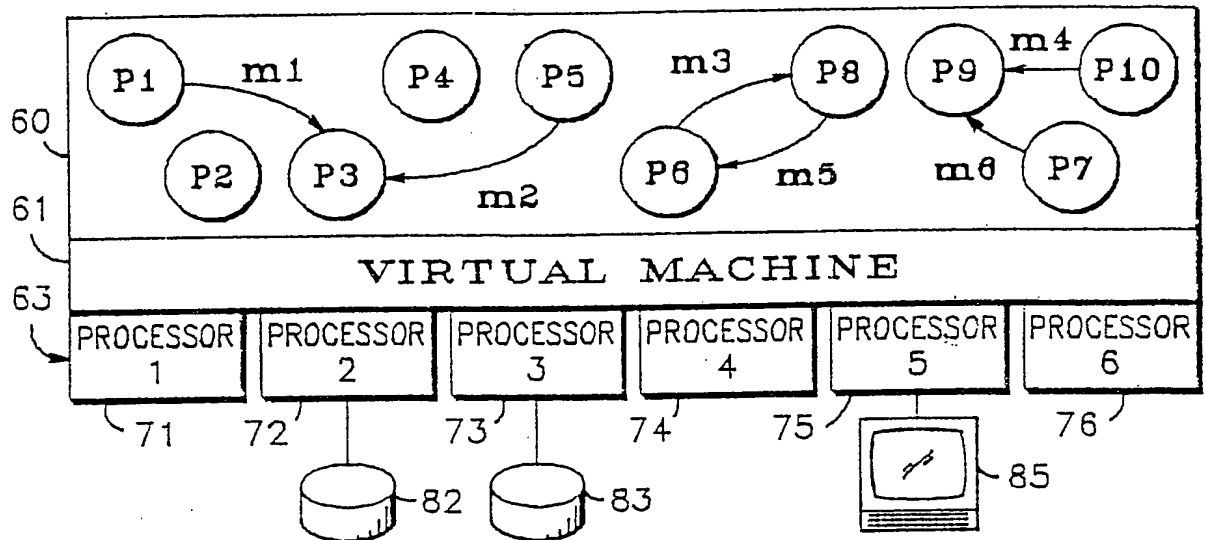 P1 m1 P4 P5 m3 P8 P9 m4 P10
60
P2 P3 m2 P6 m5 m6 P7
61
VIRTUAL MACHINE
63
PROCESSOR 1
PROCESSOR 2
PROCESSOR 3
PROCESSOR 4
PROCESSOR 5
PROCESSOR 6
71 72 73 74 75 76
82 83 85